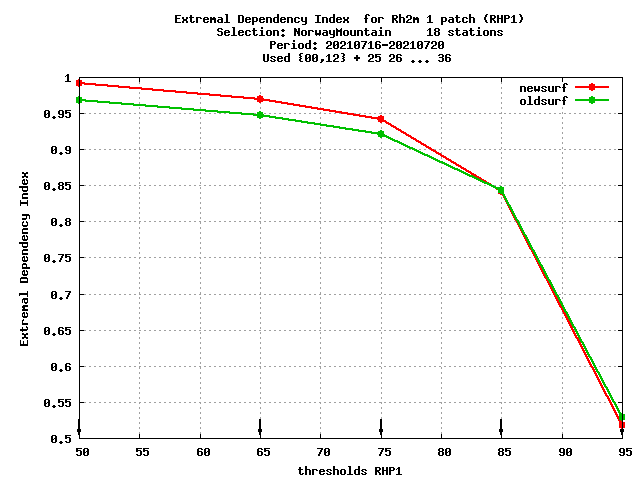 Extremal Dependency Index  for Rh2m 1 patch (RHP1)
Selection: NorwayMountain     18 stations
Period: 20210716-20210720
Used {00,12} + 25 26 ... 36
newsurf
oldsurf
1
0.95
0.9
0.85
0.8
0.75
0.7
0.65
0.6
0.55
0.5
Extremal Dependency Index
50 55 60 65 70 75 80 85 90 95
thresholds RHP1